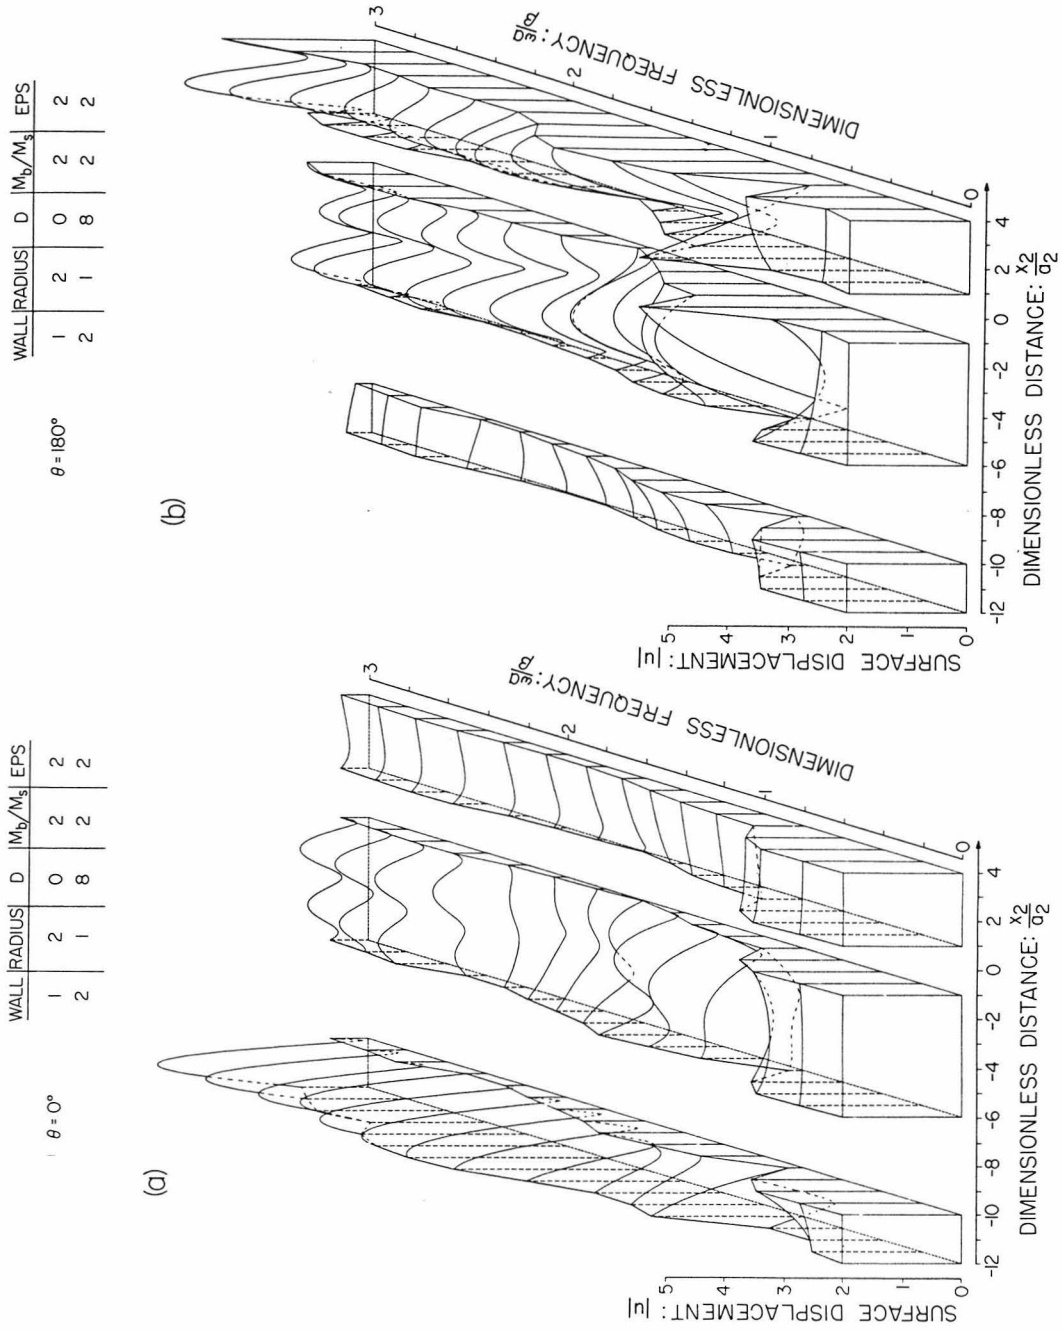 (a)
θ = 0°
WALL RADIUS D Mb/Ms EPS
1 2 0 2 2
2 1 8 2 2
SURFACE DISPLACEMENT: |u|
0 1 2 3 4 5
-12 -10 -8 -6 -4 -2 0 2 4
DIMENSIONLESS DISTANCE: x2/a2
0 1 2 3
DIMENSIONLESS FREQUENCY: ωa/β
(b)
θ = 180°
WALL RADIUS D Mb/Ms EPS
1 2 0 2 2
2 1 8 2 2
SURFACE DISPLACEMENT: |u|
0 1 2 3 4 5
-12 -10 -8 -6 -4 -2 0 2 4
DIMENSIONLESS DISTANCE: x2/a2
0 1 2 3
DIMENSIONLESS FREQUENCY: ωa/β